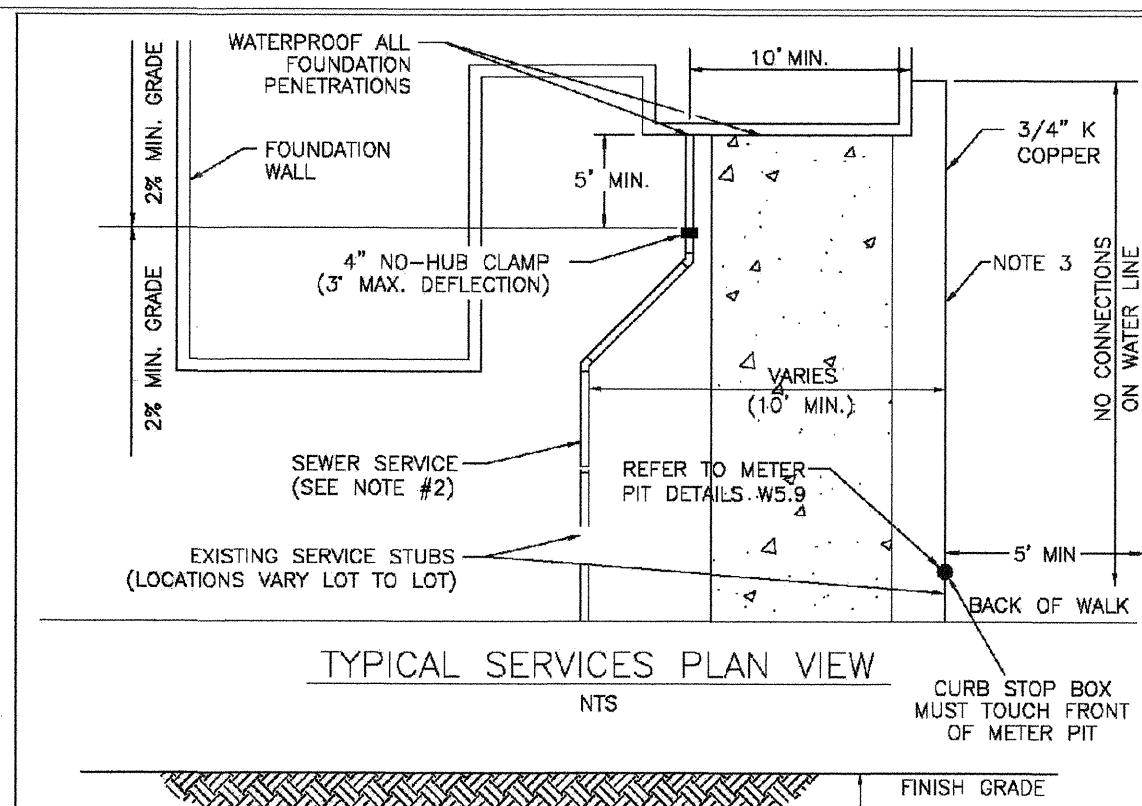 WATERPROOF ALL
FOUNDATION
PENETRATIONS
10' MIN.
2% MIN. GRADE
FOUNDATION
WALL
5' MIN.
3/4" K
COPPER
4" NO-HUB CLAMP
(3' MAX. DEFLECTION)
NOTE 3
2% MIN. GRADE
NO CONNECTIONS
ON WATER LINE
VARIES
(10' MIN.)
SEWER SERVICE
(SEE NOTE #2)
REFER TO METER
PIT DETAILS W5.9
EXISTING SERVICE STUBS
(LOCATIONS VARY LOT TO LOT)
5' MIN
BACK OF WALK
TYPICAL SERVICES PLAN VIEW
NTS
CURB STOP BOX
MUST TOUCH FRONT
OF METER PIT
FINISH GRADE